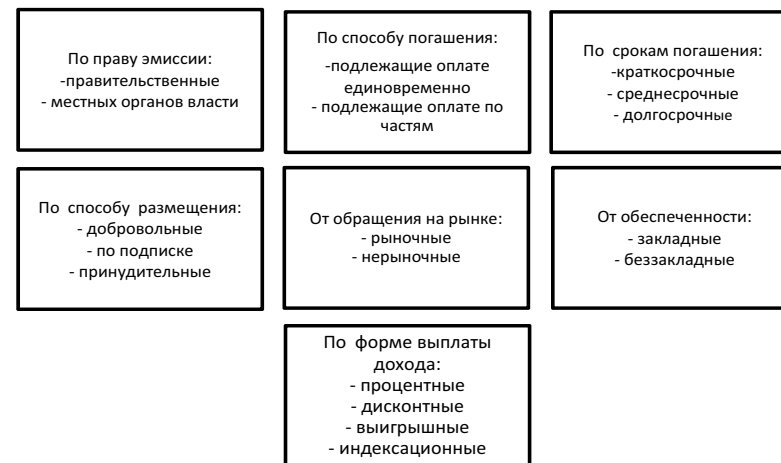 По праву эмиссии:
-правительственные
- местных органов власти
По способу погашения:
-подлежащие оплате
единовременно
- подлежащие оплате по
частям
По срокам погашения:
-краткосрочные
- среднесрочные
- долгосрочные
По способу размещения:
- добровольные
- по подписке
- принудительные
От обращения на рынке:
- рыночные
- нерыночные
От обеспеченности:
- закладные
- беззакладные
По форме выплаты
дохода:
- процентные
- дисконтные
- выигрышные
- индексационные